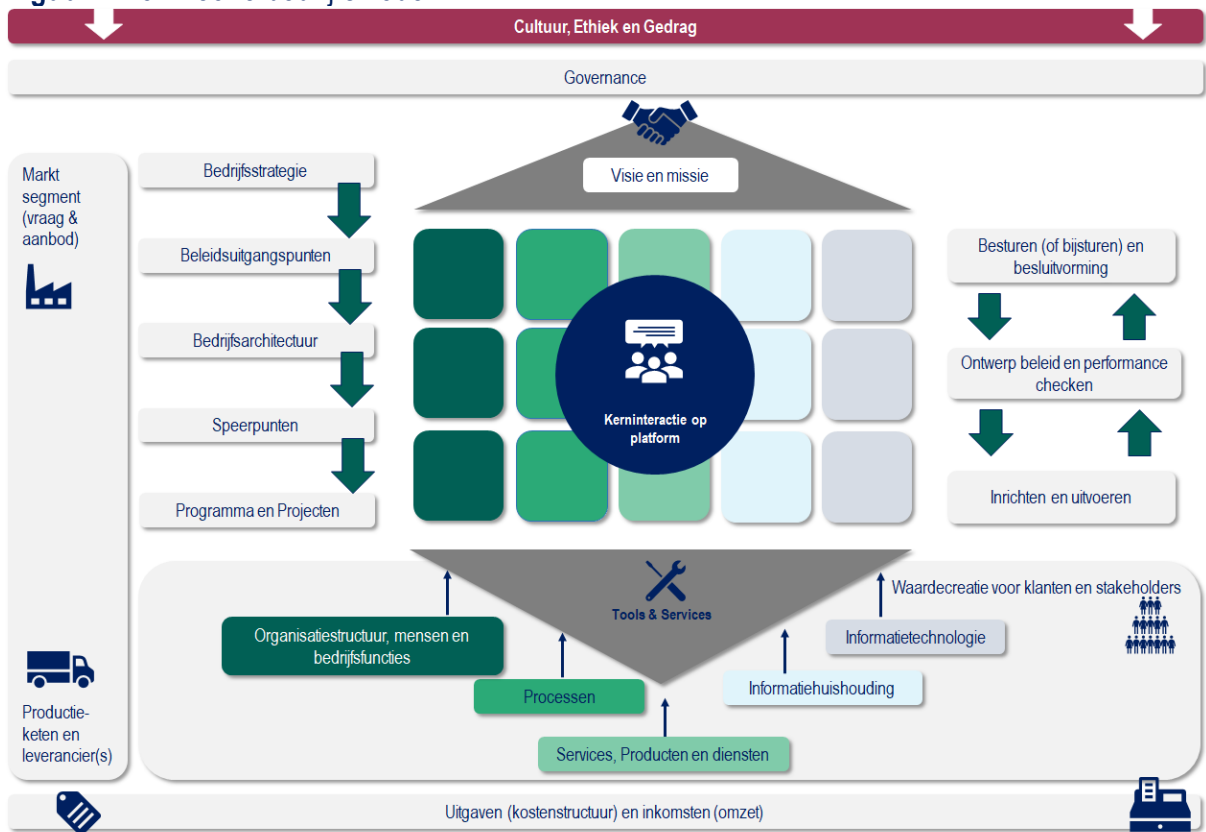 Cultuur, Ethiek en Gedrag
Governance
Markt
segment
(vraag &
aanbod)
Bedrijfsstrategie
Beleidsuitgangspunten
Bedrijfsarchitectuur
Speerpunten
Programma en Projecten
Visie en missie
Kerninteractie op
platform
Besturen (of bijsturen) en
besluitvorming
Ontwerp beleid en performance
checken
Inrichten en uitvoeren
Tools & Services
Waardecreatie voor klanten en stakeholders
Organisatiestructuur, mensen en
bedrijfsfuncties
Informatietechnologie
Processen
Informatiehuishouding
Services, Producten en diensten
Productie-
keten en
leverancier(s)
Uitgaven (kostenstructuur) en inkomsten (omzet)